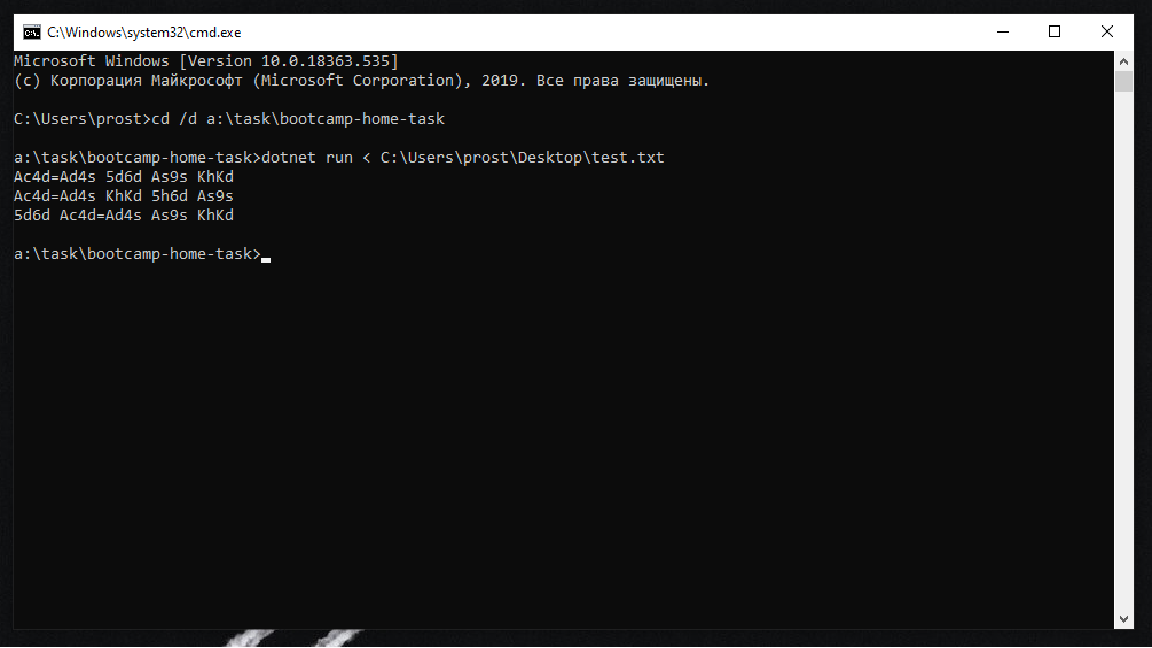 C:\Windows\system32\cmd.exe
Microsoft Windows [Version 10.0.18363.535]
(c) Корпорация Майкрософт (Microsoft Corporation), 2019. Все права защищены.
C:\Users\prost>cd /d a:\task\bootcamp-home-task
a:\task\bootcamp-home-task>dotnet run < C:\Users\prost\Desktop\test.txt
Ac4d=Ad4s 5d6d As9s KhKd
Ac4d=Ad4s KhKd 5h6d As9s
5d6d Ac4d=Ad4s As9s KhKd
a:\task\bootcamp-home-task>